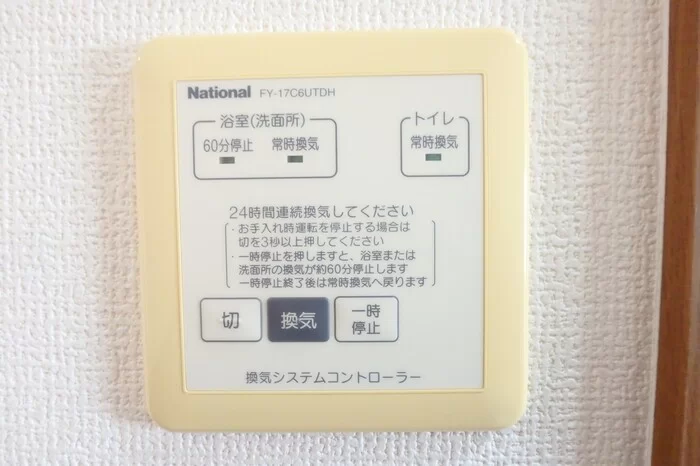 National FY-17C6UTDH
浴室(洗面所)
60分停止 常時換気
トイレ
常時換気
24時間連続換気してください
・お手入れ時運転を停止する場合は
切を3秒以上押してください
・一時停止を押しますと、浴室または
洗面所の換気が約60分停止します
一時停止終了後は常時換気へ戻ります
切
換気
一時
停止
換気システムコントローラー